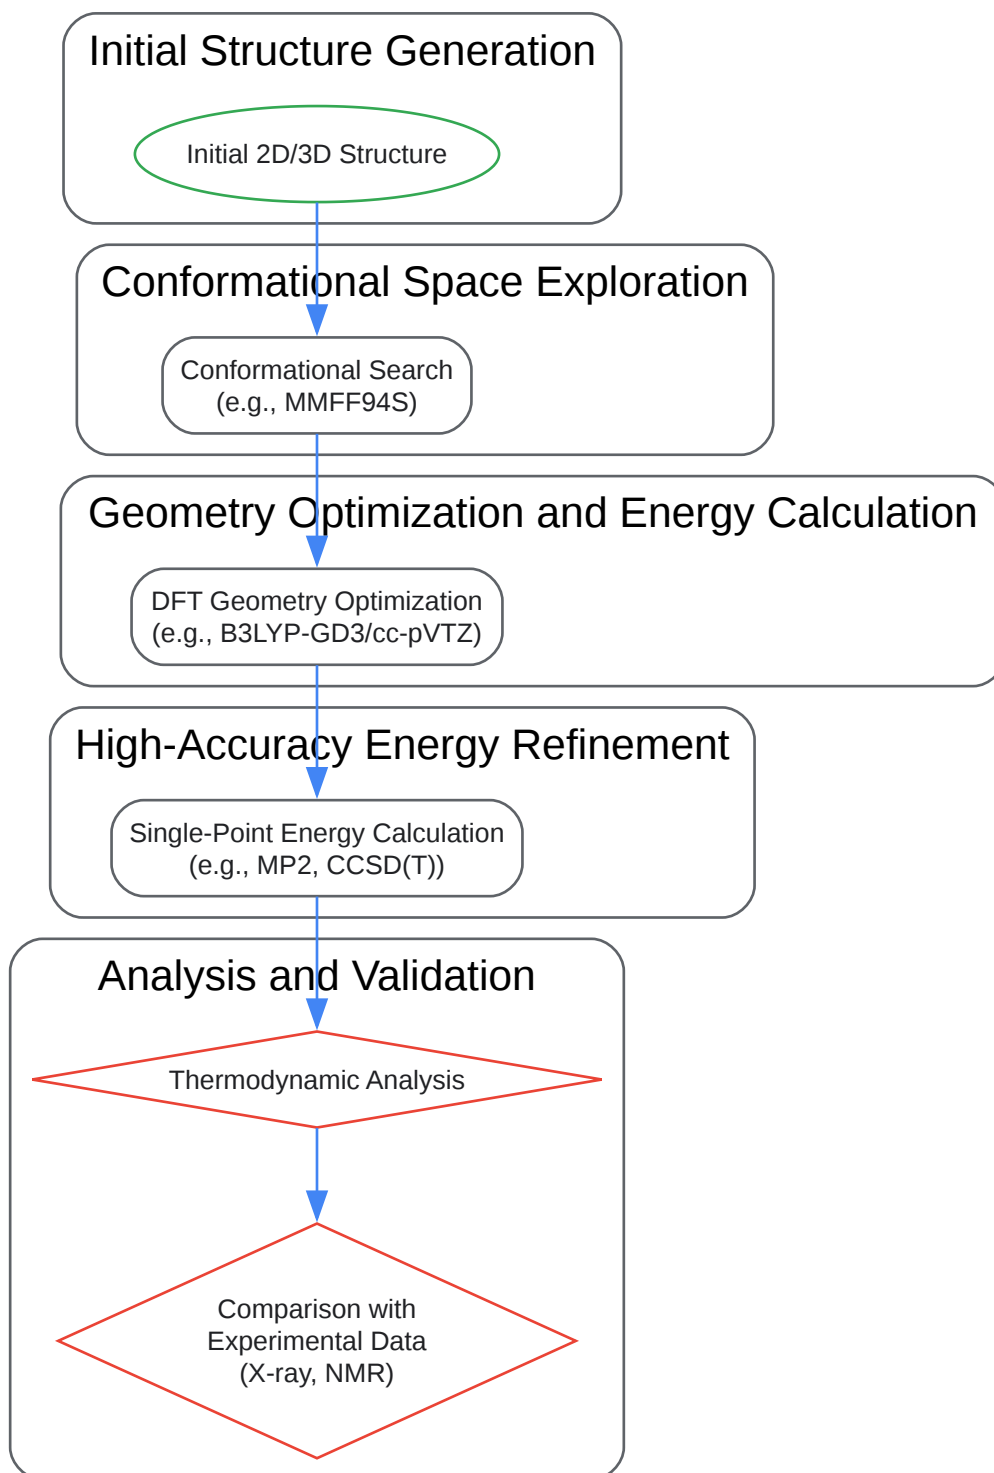 Initial Structure Generation
Initial 2D/3D Structure
Conformational Space Exploration
Conformational Search
(e.g., MMFF94S)
Geometry Optimization and Energy Calculation
DFT Geometry Optimization
(e.g., B3LYP-GD3/cc-pVTZ)
High-Accuracy Energy Refinement
Single-Point Energy Calculation
(e.g., MP2, CCSD(T))
Analysis and Validation
Thermodynamic Analysis
Comparison with
Experimental Data
(X-ray, NMR)